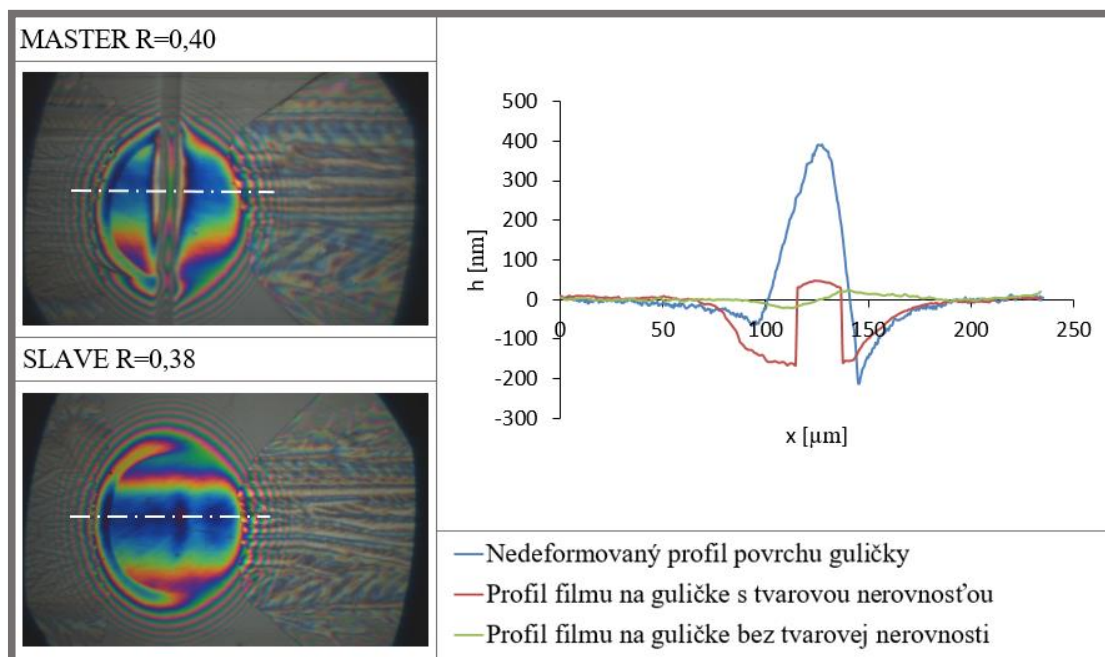 MASTER R=0,40
SLAVE R=0,38
500
400
300
200
100
0
-100
-200
-300
h [nm]
0 50 100 150 200 250
x [µm]
Nedeformovaný profil povrchu guličky
Profil filmu na guličke s tvarovou nerovnosťou
Profil filmu na guličke bez tvarovej nerovnosti